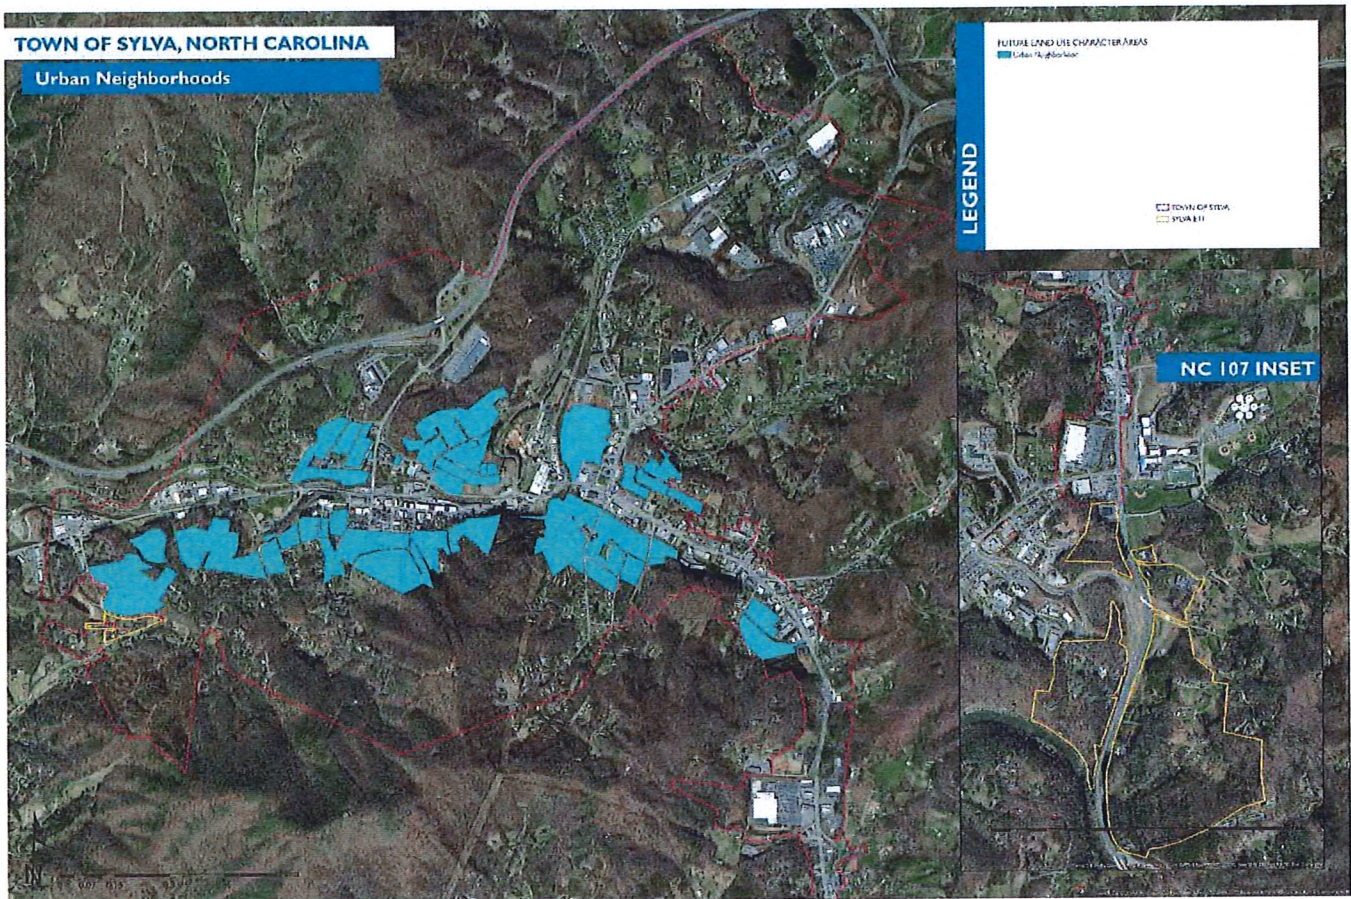 TOWN OF SYLVA, NORTH CAROLINA
Urban Neighborhoods
LEGEND
FUTURE LAND USE CHARACTER AREAS
Urban Neighborhood
TOWN OF SYLVA
SYLVA ETJ
NC 107 INSET
N